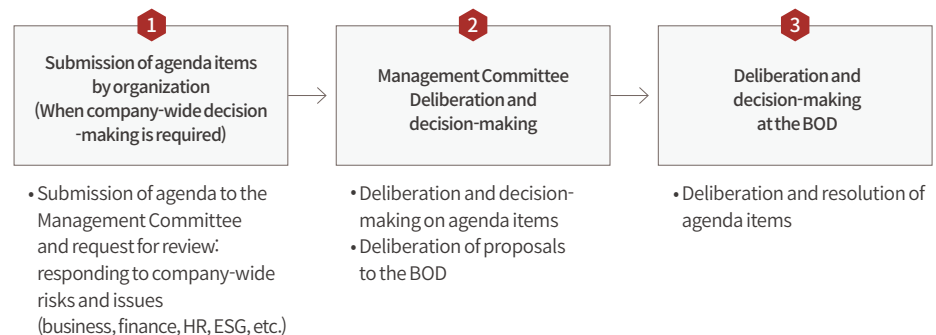 1
Submission of agenda items
by organization
(When company-wide decision
-making is required)
2
Management Committee
Deliberation and
decision-making
3
Deliberation and
decision-making
at the BOD
• Submission of agenda to the
Management Committee
and request for review:
responding to company-wide
risks and issues
(business, finance, HR, ESG, etc.)
• Deliberation and decision-
making on agenda items
• Deliberation of proposals
to the BOD
• Deliberation and resolution of
agenda items